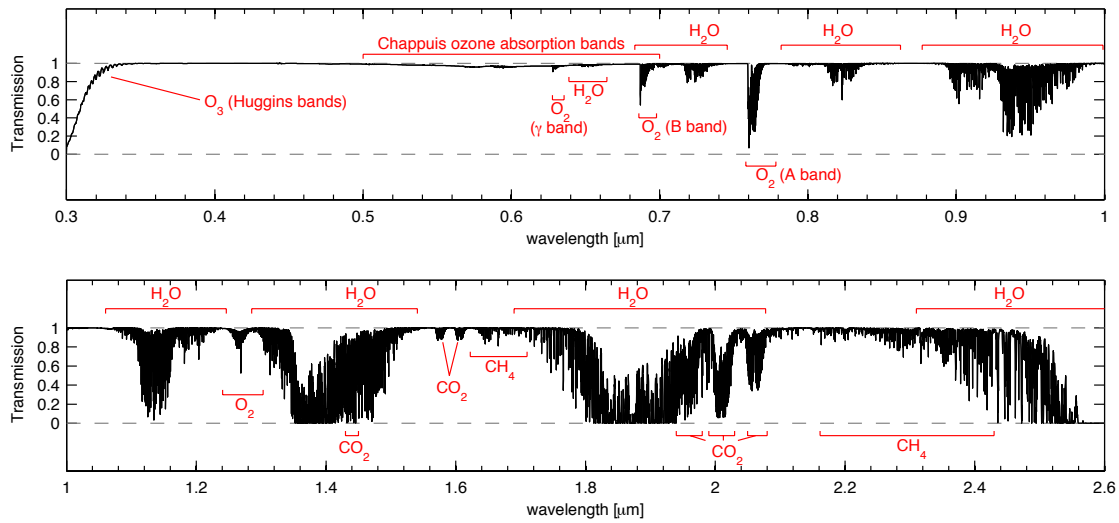 H₂O H₂O H₂O
Chappuis ozone absorption bands
Transmission
1
0.8
0.6
0.4
0.2
0
O₃ (Huggins bands)
O₂
(γ band)
H₂O
O₂ (B band)
O₂ (A band)
0.3 0.4 0.5 0.6 0.7 0.8 0.9 1
wavelength [μm]
H₂O H₂O H₂O H₂O
Transmission
1
0.8
0.6
0.4
0.2
0
O₂
CO₂
CO₂
CH₄
CO₂
CH₄
1 1.2 1.4 1.6 1.8 2 2.2 2.4 2.6
wavelength [μm]